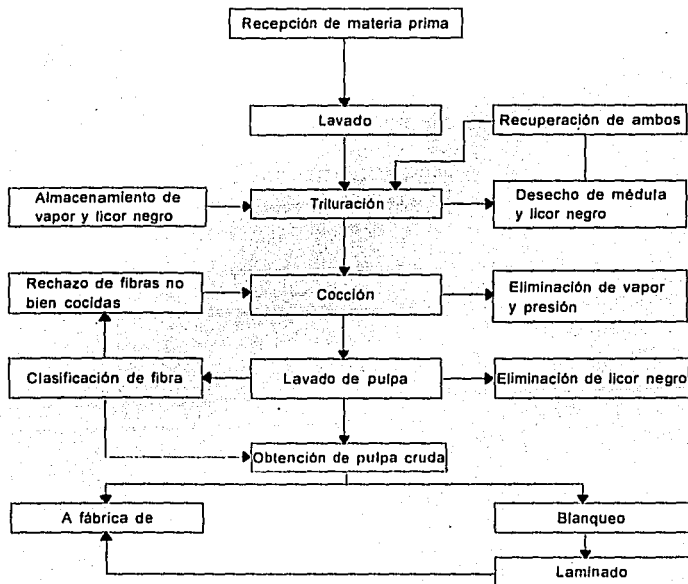 Recepción de materia prima
Lavado
Recuperación de ambos
Almacenamiento de
vapor y licor negro
Trituración
Desecho de médula
y licor negro
Rechazo de fibras no
bien cocidas
Cocción
Eliminación de vapor
y presión
Clasificación de fibra
Lavado de pulpa
Eliminación de licor negro
Obtención de pulpa cruda
A fábrica de
Blanqueo
Laminado